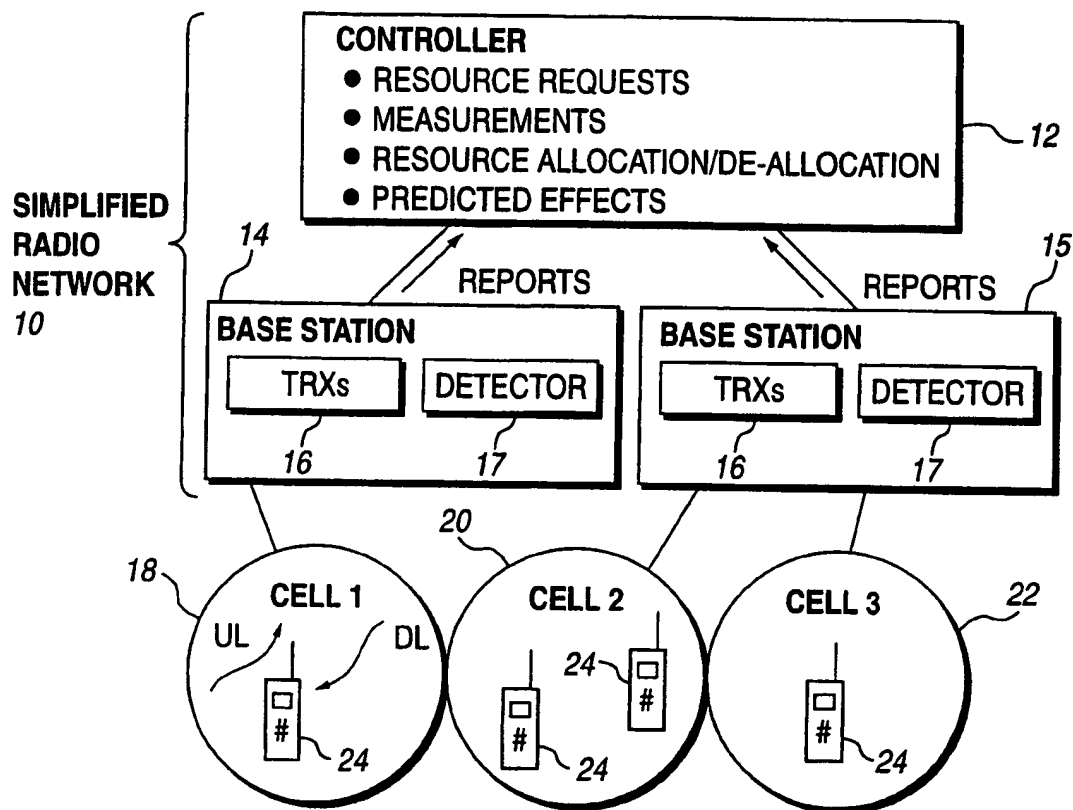 CONTROLLER
● RESOURCE REQUESTS
● MEASUREMENTS
● RESOURCE ALLOCATION/DE-ALLOCATION
● PREDICTED EFFECTS
12
SIMPLIFIED
RADIO
NETWORK
10
14
REPORTS
REPORTS
15
BASE STATION
TRXs
DETECTOR
16
17
BASE STATION
TRXs
DETECTOR
16
17
18
CELL 1
UL
DL
#
24
20
CELL 2
24
#
#
24
CELL 3
22
#
24